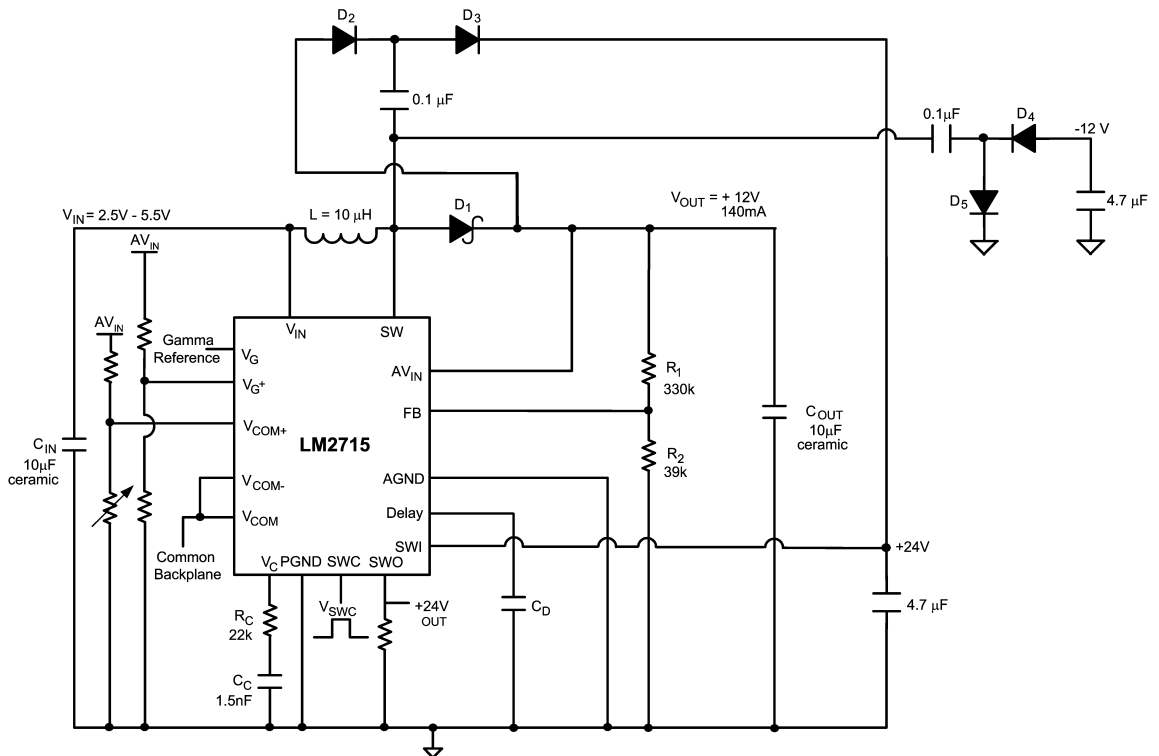 D2
D3
0.1 μF
0.1μF
D4
-12 V
D5
4.7 μF
VIN = 2.5V - 5.5V
L = 10 μH
D1
VOUT = + 12V
140mA
AVIN
AVIN
Gamma
Reference
VIN
SW
VG
VG+
VCOM+
VCOM-
VCOM
LM2715
AVIN
FB
AGND
Delay
SWI
VC
PGND
SWC
SWO
R1
330k
R2
39k
COUT
10μF
ceramic
CIN
10μF
ceramic
Common
Backplane
+24V
RC
22k
VSWC
+24V
OUT
CD
4.7 μF
CC
1.5nF